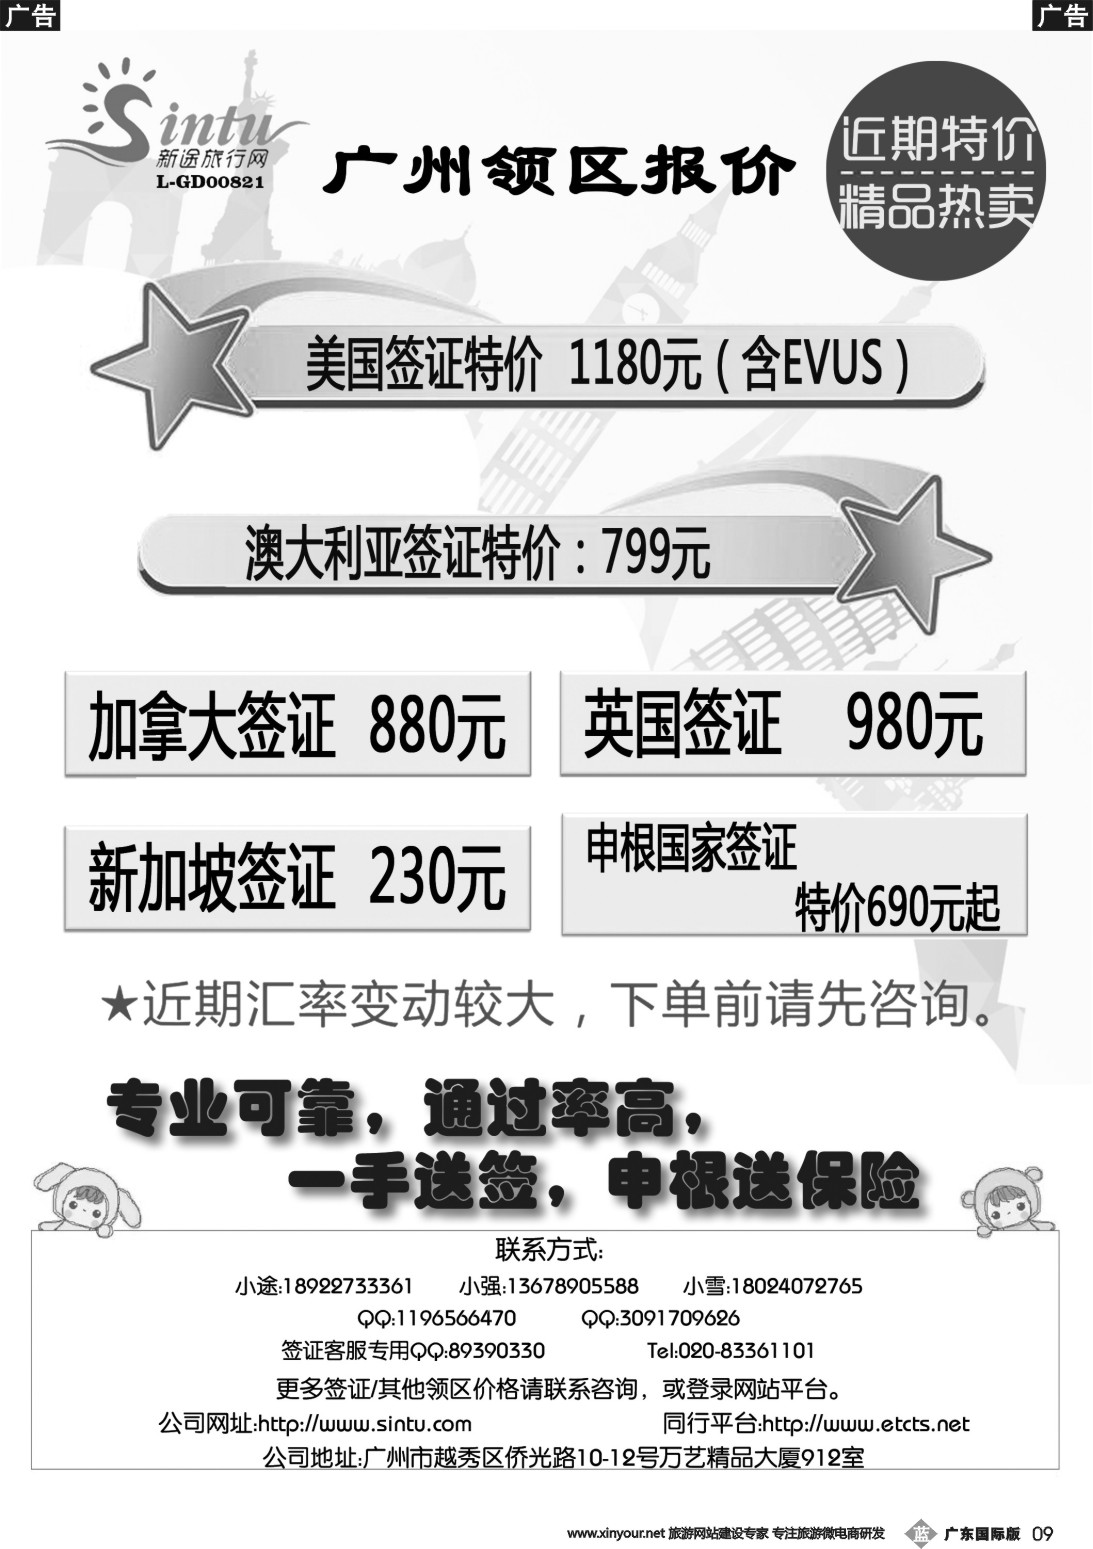 广告
广告
Sintu
新途旅行网
L-GD00821
广州领区报价
近期特价
精品热卖
美国签证特价 1180元（含EVUS）
澳大利亚签证特价：799元
加拿大签证 880元
英国签证 980元
新加坡签证 230元
申根国家签证
特价690元起
★近期汇率变动较大，下单前请先咨询。
专业可靠，通过率高，
一手送签，申根送保险
联系方式:
小途:18922733361 小强:13678905588 小雪:18024072765
QQ:1196566470 QQ:3091709626
签证客服专用QQ:89390330 Tel:020-83361101
更多签证/其他领区价格请联系咨询，或登录网站平台。
公司网址:http://www.sintu.com 同行平台:http://www.etcts.net
公司地址:广州市越秀区侨光路10-12号万艺精品大厦912室
www.xinyour.net 旅游网站建设专家 专注旅游微电商研发 蓝 广东国际版 09